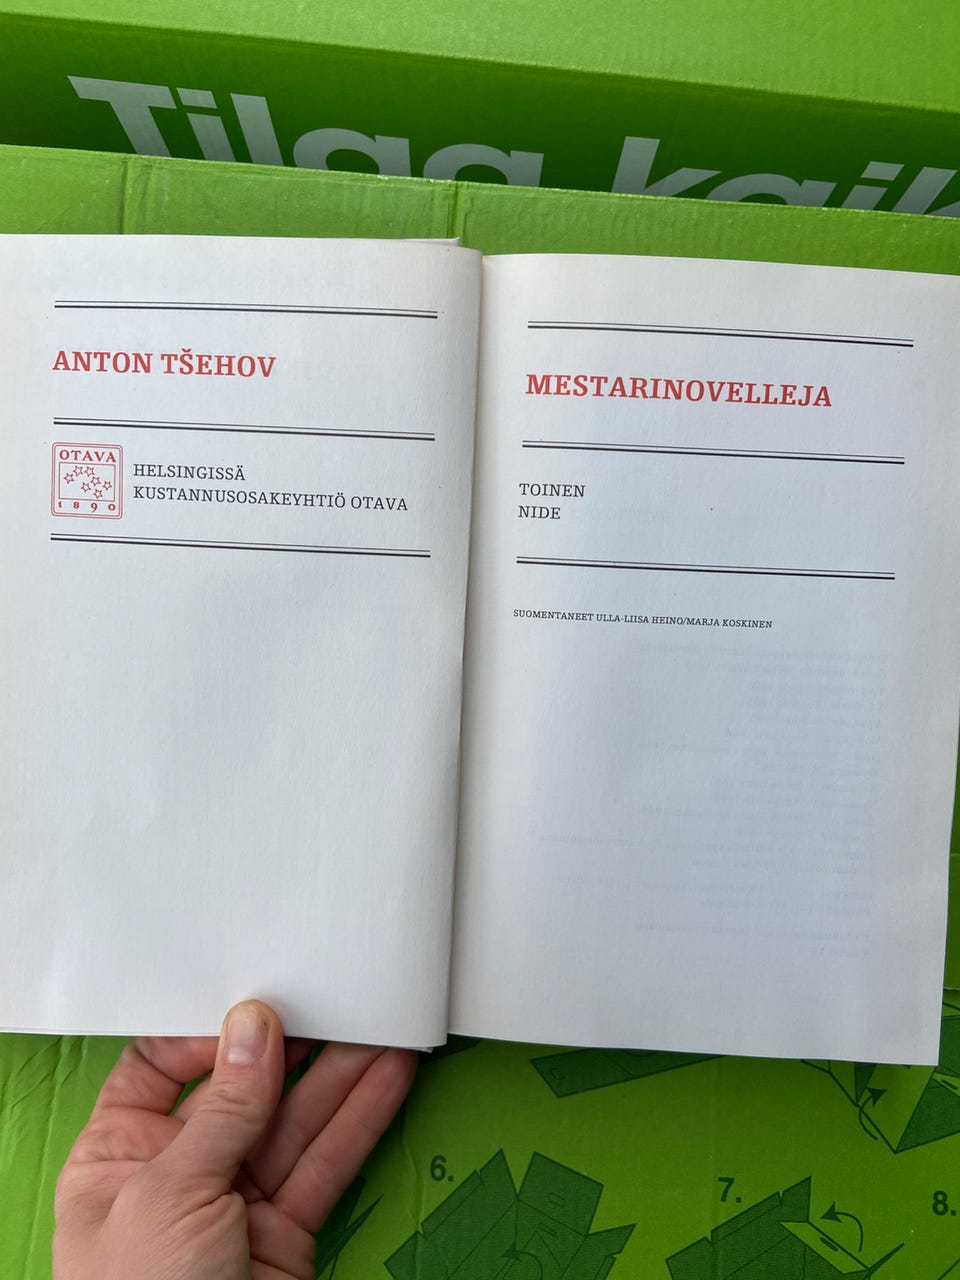 Tilaa kaik
ANTON TŠEHOV
OTAVA
1890
HELSINGISSÄ
KUSTANNUSOSAKEYHTIÖ OTAVA
MESTARINOVELLEJA
TOINEN
NIDE
SUOMENTANEET ULLA-LIISA HEINO/MARJA KOSKINEN
6.
7.
8.